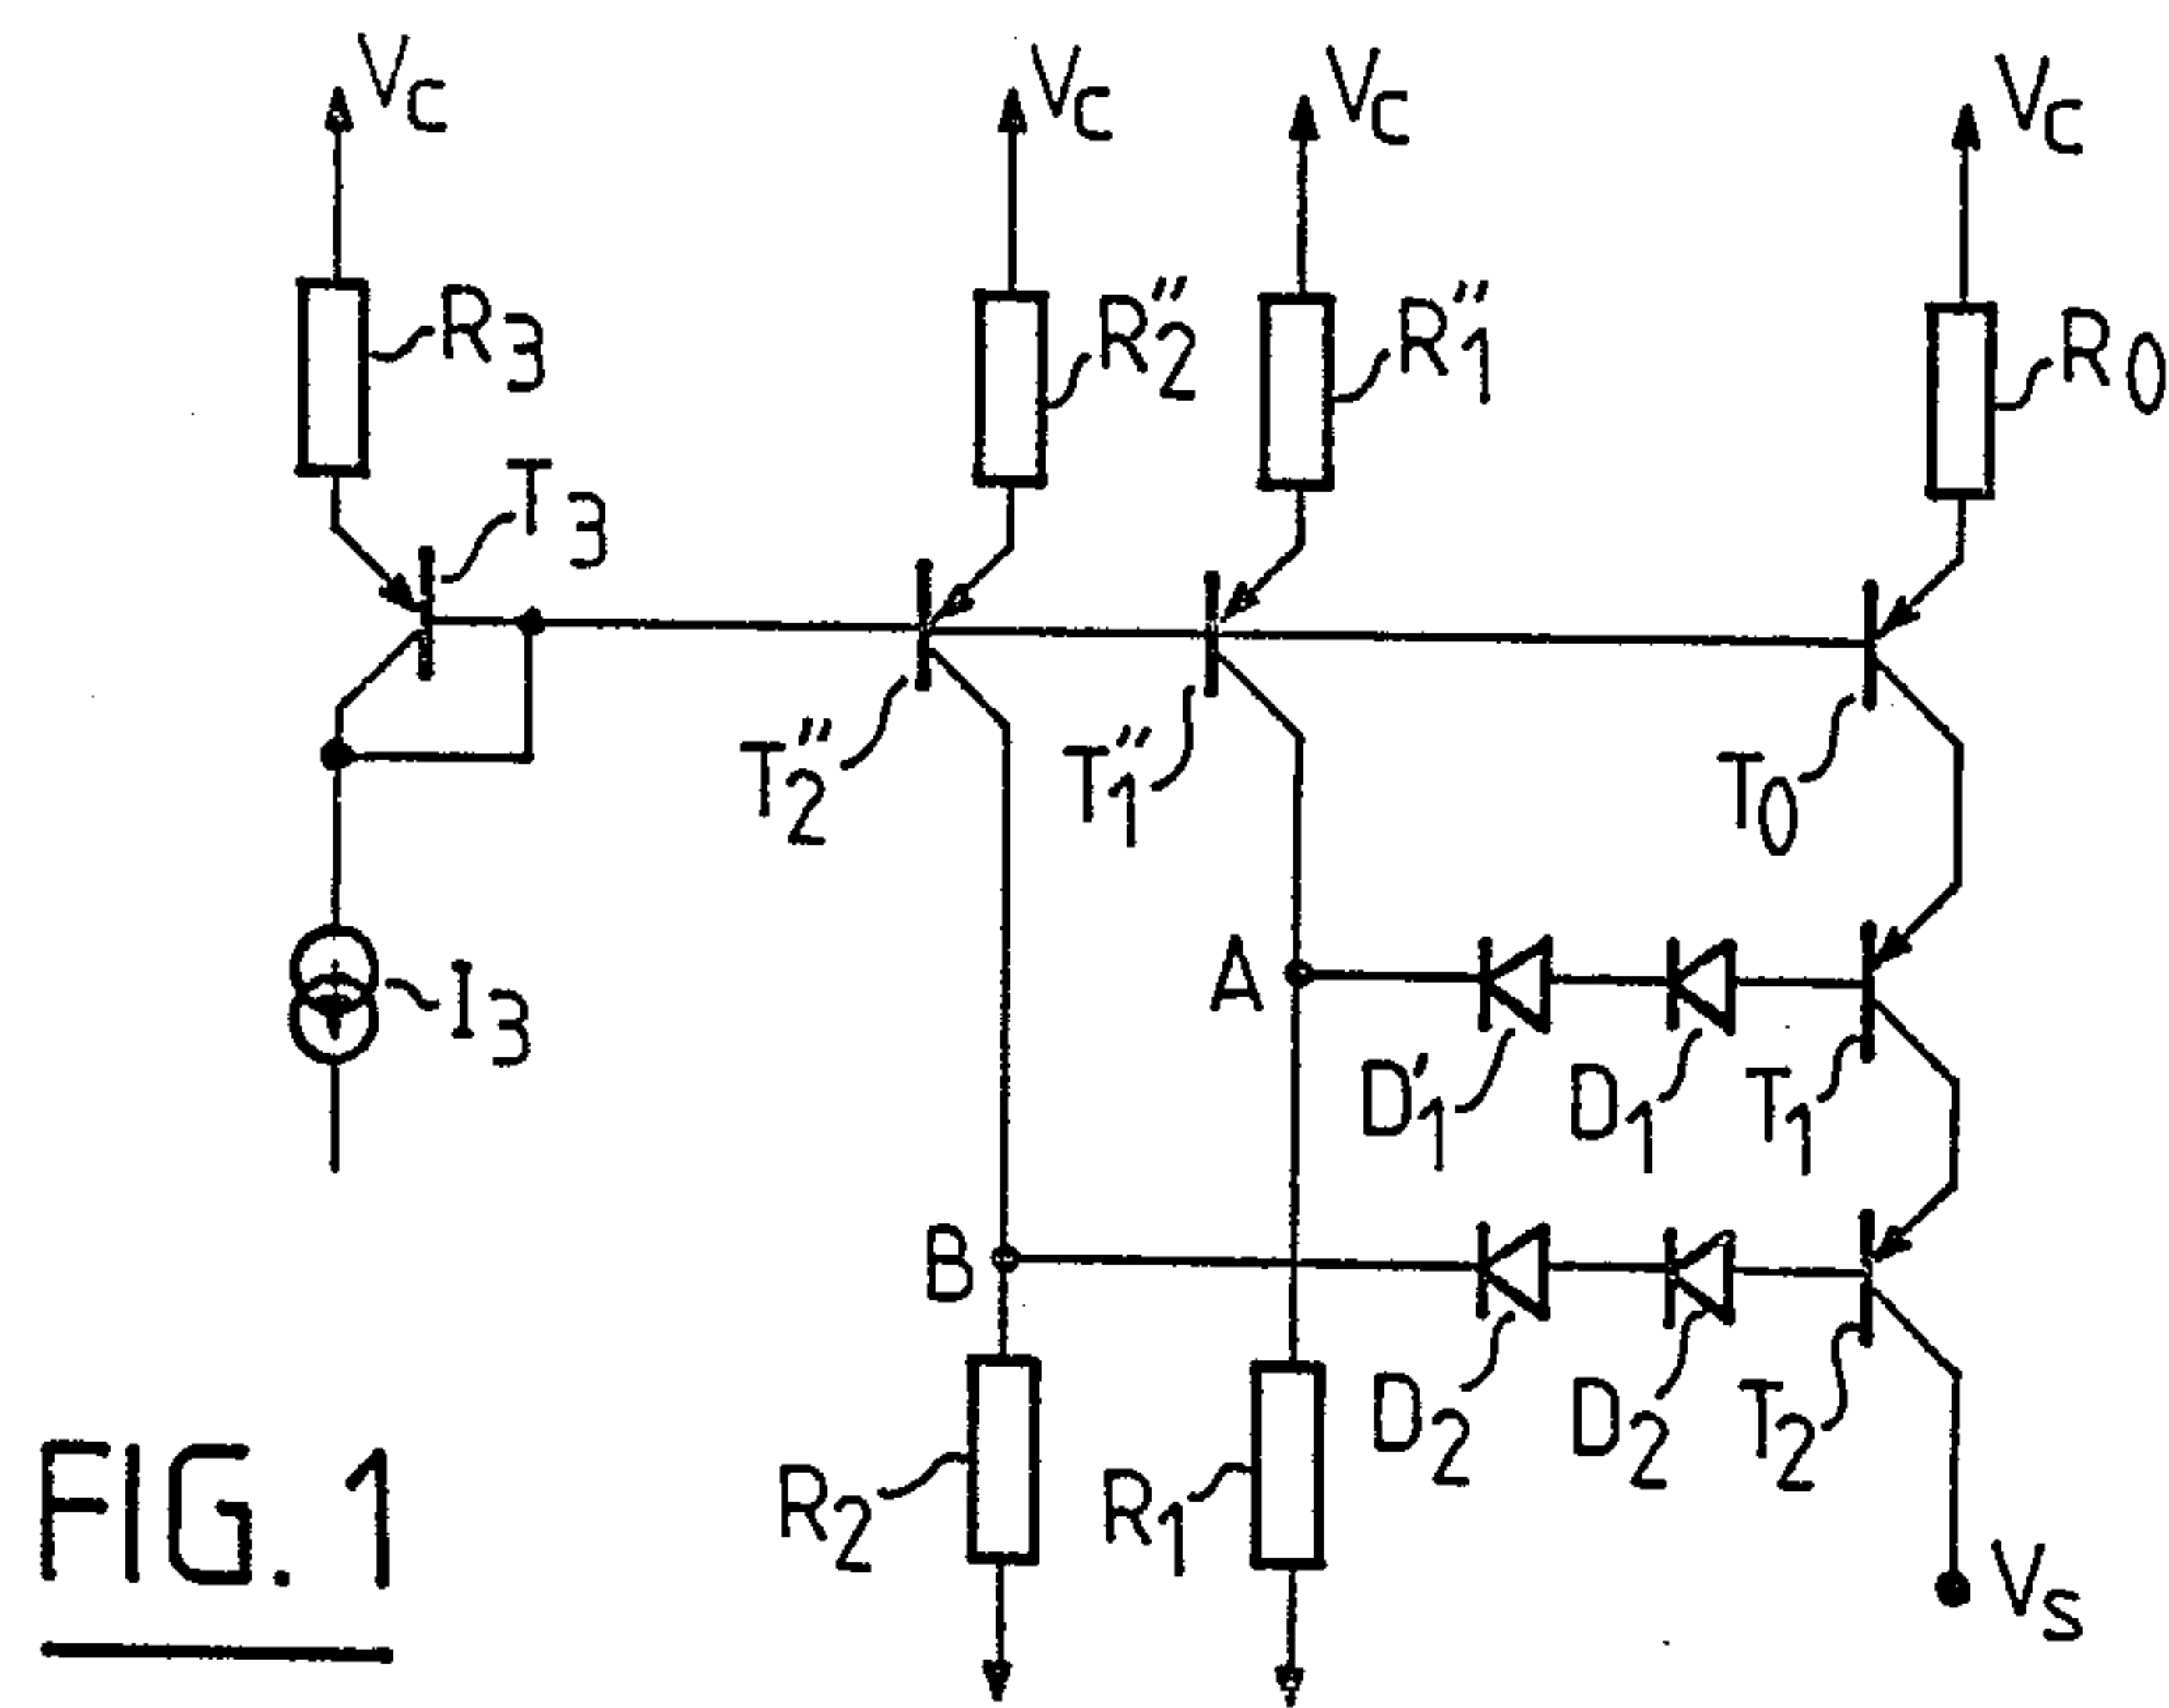 VC
VC
VC
VC
R3
R"2
R"1
R0
T3
T"2
T"1
T0
A
I3
D'1
D1
T1
B
D2
D2
T2
R2
R1
FIG. 1
VS